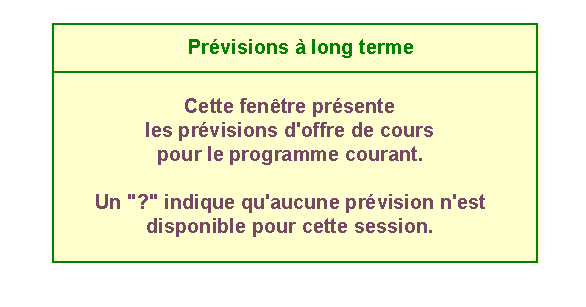 Prévisions à long terme
Cette fenêtre présente
les prévisions d'offre de cours
pour le programme courant.
Un "?" indique qu'aucune prévision n'est
disponible pour cette session.